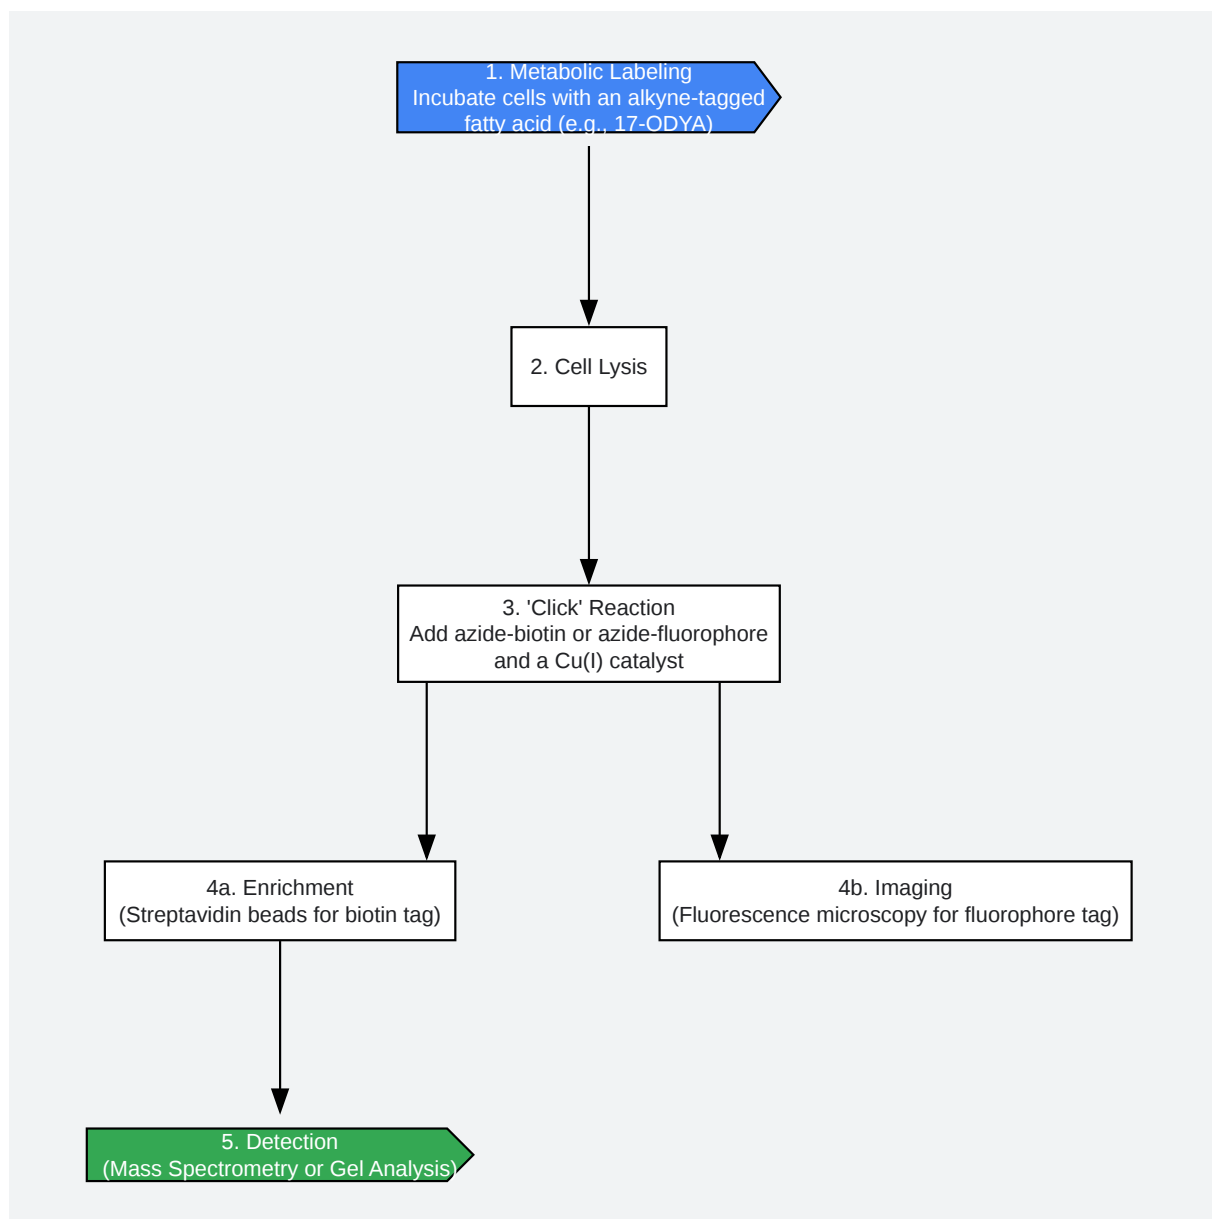 1. Metabolic Labeling
Incubate cells with an alkyne-tagged
fatty acid (e.g., 17-ODYA)
2. Cell Lysis
3. 'Click' Reaction
Add azide-biotin or azide-fluorophore
and a Cu(I) catalyst
4a. Enrichment
(Streptavidin beads for biotin tag)
4b. Imaging
(Fluorescence microscopy for fluorophore tag)
5. Detection
(Mass Spectrometry or Gel Analysis)